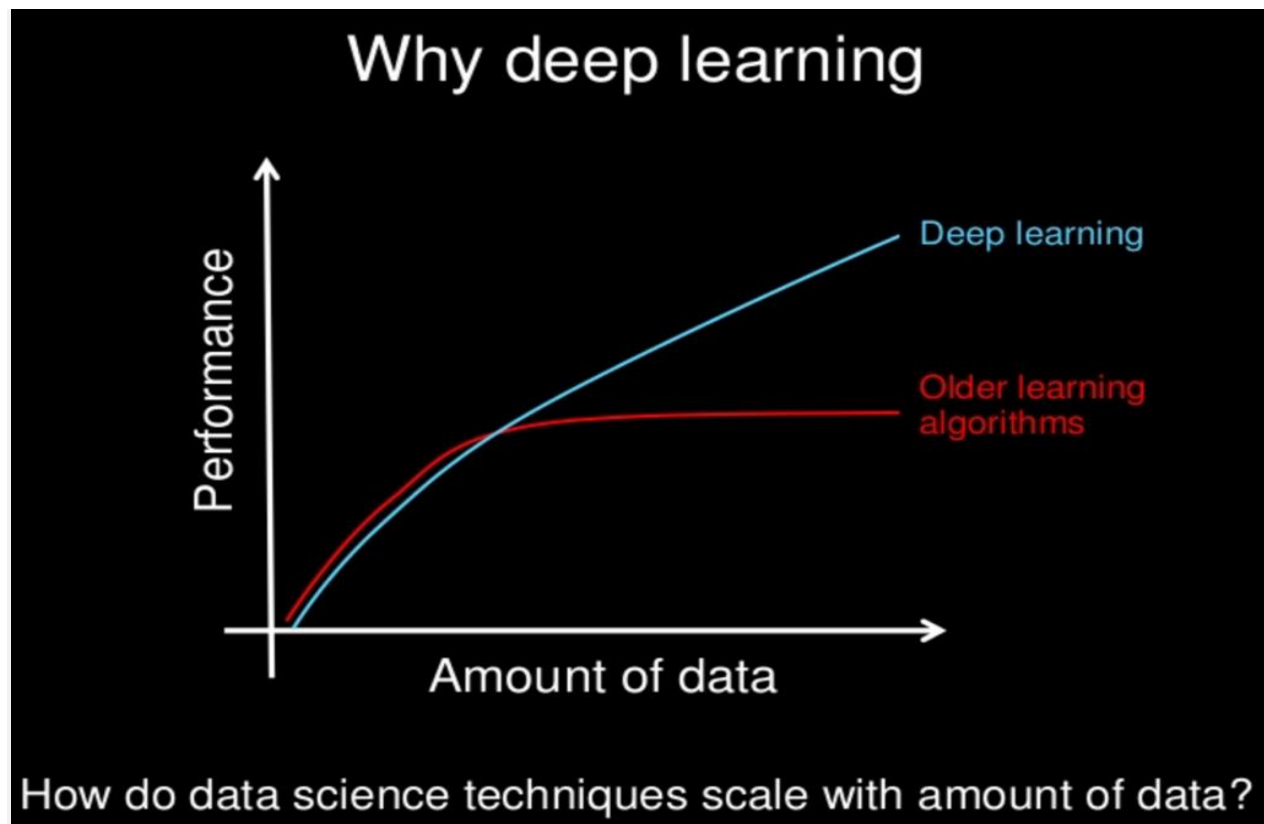 Why deep learning
Performance
Deep learning
Older learning
algorithms
Amount of data
How do data science techniques scale with amount of data?